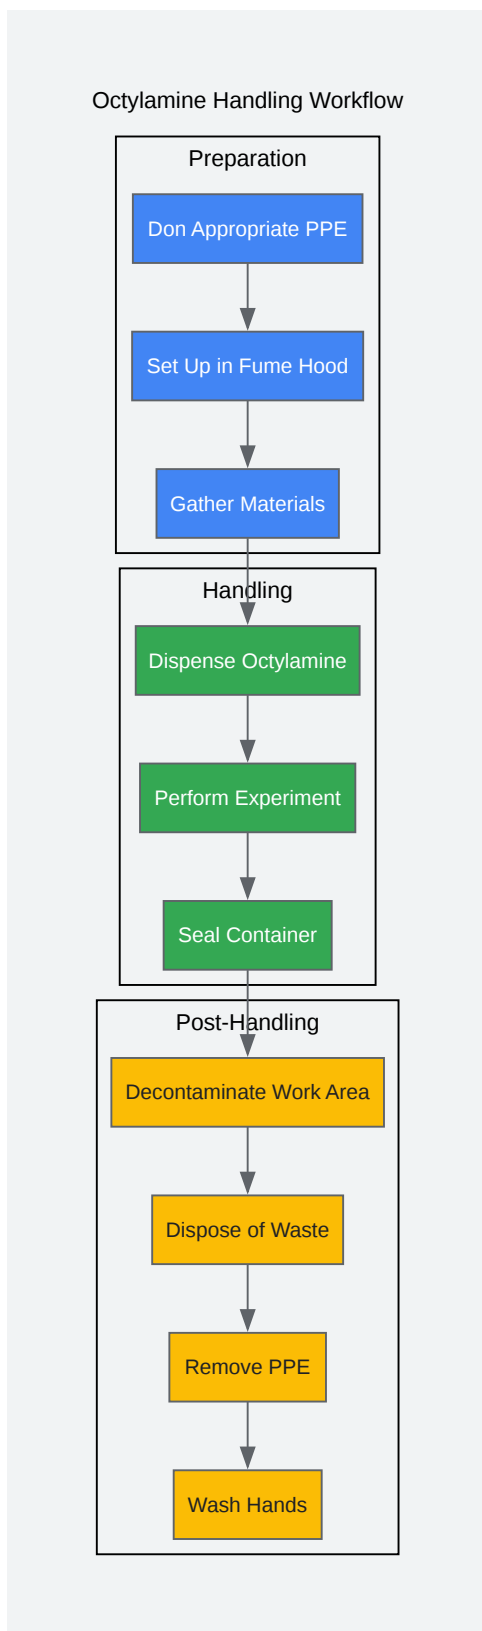 Octylamine Handling Workflow
Preparation
Don Appropriate PPE
Set Up in Fume Hood
Gather Materials
Handling
Dispense Octylamine
Perform Experiment
Seal Container
Post-Handling
Decontaminate Work Area
Dispose of Waste
Remove PPE
Wash Hands